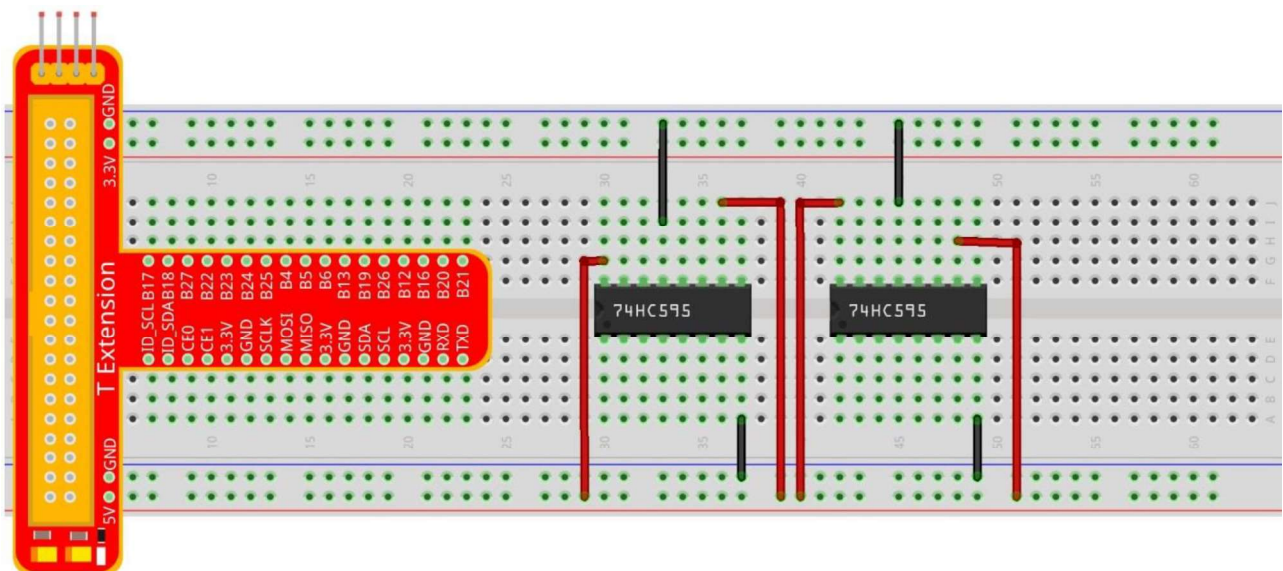 GND
3.3V
10 15 20 25 30 35 40 45 50 55 60
J
I
H
G
F
T Extension
ID_SCL B17
ID_SDA B18
CE0 B27
CE1 B22
3.3V B23
GND B24
SCLK B25
MOSI B4
MISO B5
3.3V B6
GND B13
SDA B19
SCL B26
3.3V B12
GND B16
RXD B20
TXD B21
74HC595
74HC595
E
D
C
B
A
10 15 20 25 30 35 45 50 55 60
GND
5V